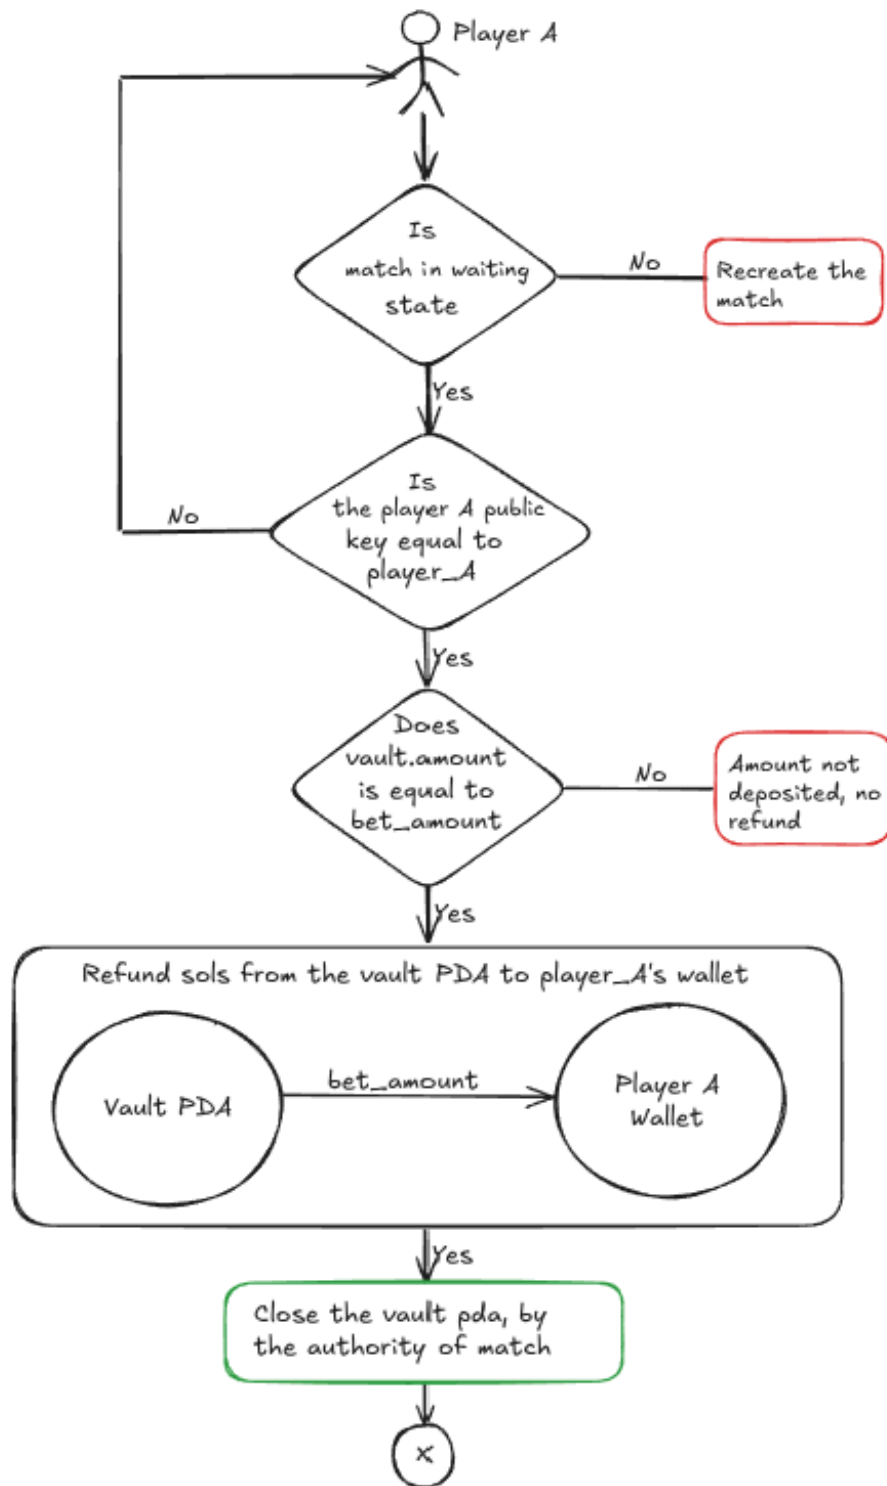 Player A
Is
match in waiting
state
No
Recreate the
match
Yes
Is
the player A public
key equal to
player_A
No
Yes
Does
vault.amount
is equal to
bet_amount
No
Amount not
deposited, no
refund
Yes
Refund sols from the vault PDA to player_A's wallet
Vault PDA
bet_amount
Player A
Wallet
Yes
Close the vault pda, by
the authority of match
x